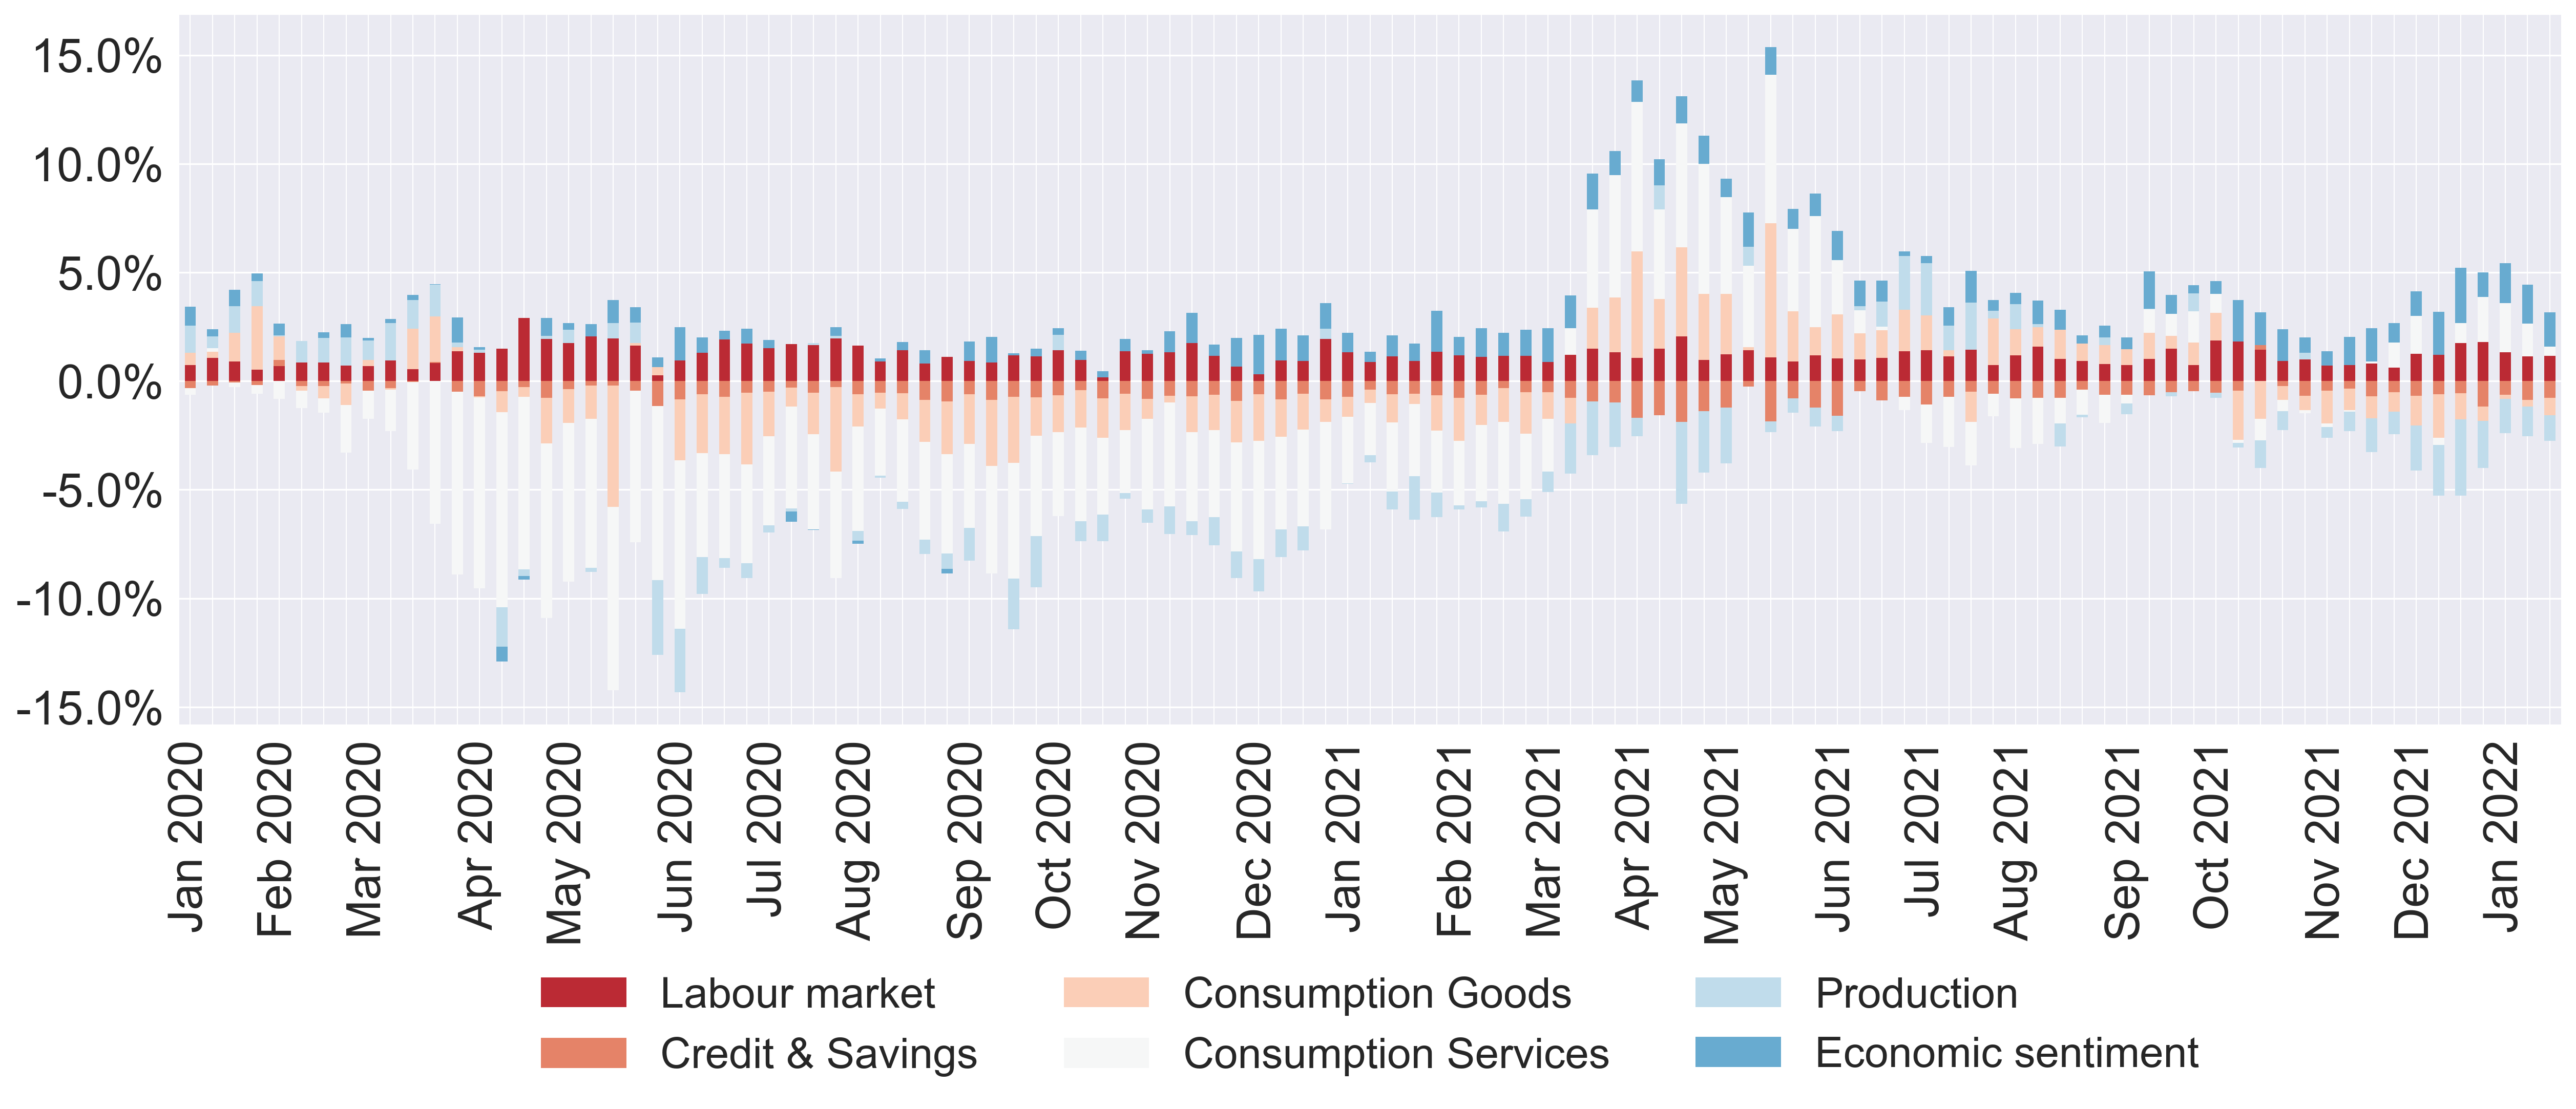 15.0%
10.0%
5.0%
0.0%
-5.0%
-10.0%
-15.0%
Jan 2020
Feb 2020
Mar 2020
Apr 2020
May 2020
Jun 2020
Jul 2020
Aug 2020
Sep 2020
Oct 2020
Nov 2020
Dec 2020
Jan 2021
Feb 2021
Mar 2021
Apr 2021
May 2021
Jun 2021
Jul 2021
Aug 2021
Sep 2021
Oct 2021
Nov 2021
Dec 2021
Jan 2022
Labour market
Credit & Savings
Consumption Goods
Consumption Services
Production
Economic sentiment